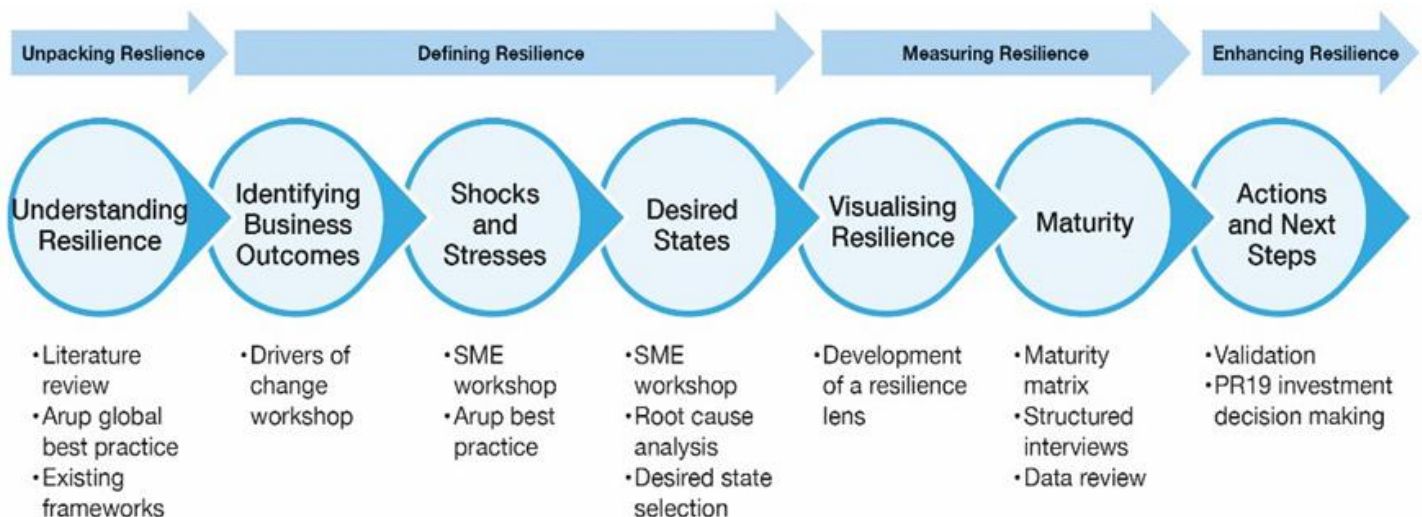 Unpacking Reslience
Defining Resilience
Measuring Resilience
Enhancing Resilience
Understanding
Resilience
Identifying
Business
Outcomes
Shocks
and
Stresses
Desired
States
Visualising
Resilience
Maturity
Actions
and Next
Steps
•Literature
review
•Arup global
best practice
•Existing
frameworks
•Drivers of
change
workshop
•SME
workshop
•Arup best
practice
•SME
workshop
•Root cause
analysis
•Desired state
selection
•Development
of a resilience
lens
•Maturity
matrix
•Structured
interviews
•Data review
•Validation
•PR19 investment
decision making